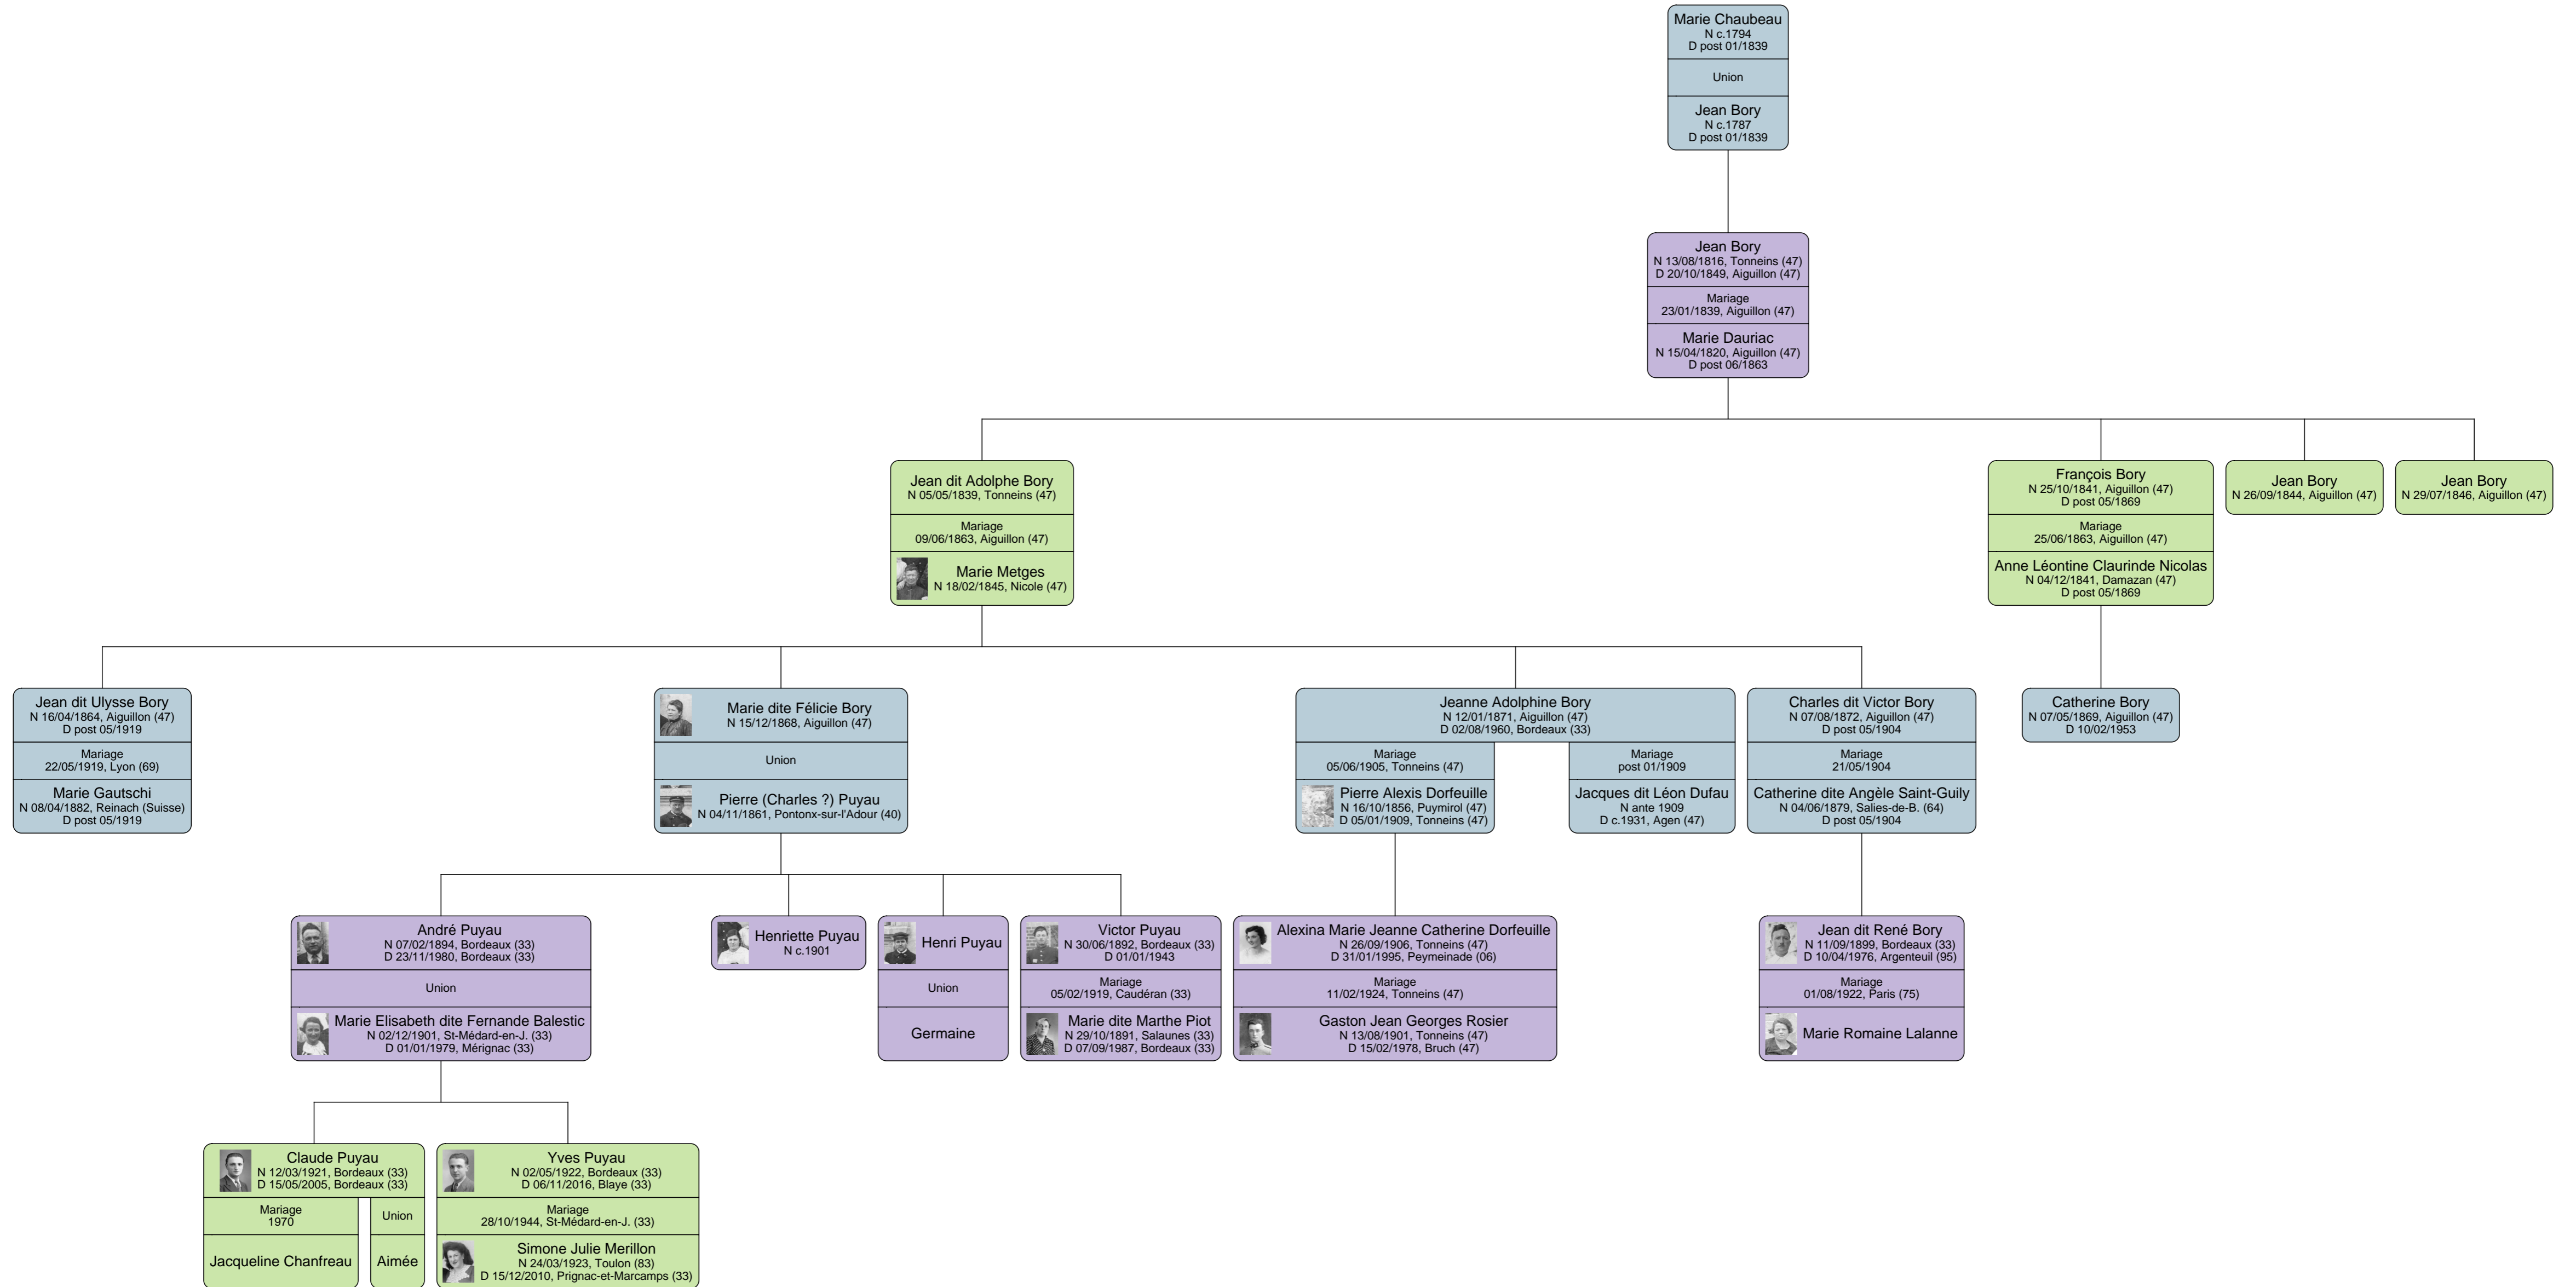 Marie Chaubeau
N c.1794
D post 01/1839
Union
Jean Bory
N c.1787
D post 01/1839
Jean Bory
N 13/08/1816, Tonneins (47)
D 20/10/1849, Aiguillon (47)
Mariage
23/01/1839, Aiguillon (47)
Marie Dauriac
N 15/04/1820, Aiguillon (47)
D post 06/1863
Jean dit Adolphe Bory
N 05/05/1839, Tonneins (47)
Mariage
09/06/1863, Aiguillon (47)
Marie Metges
N 18/02/1845, Nicole (47)
François Bory
N 25/10/1841, Aiguillon (47)
D post 05/1869
Mariage
25/06/1863, Aiguillon (47)
Anne Léontine Claurinde Nicolas
N 04/12/1841, Damazan (47)
D post 05/1869
Jean Bory
N 26/09/1844, Aiguillon (47)
Jean Bory
N 29/07/1846, Aiguillon (47)
Jean dit Ulysse Bory
N 16/04/1864, Aiguillon (47)
D post 05/1919
Mariage
22/05/1919, Lyon (69)
Marie Gautschi
N 08/04/1882, Reinach (Suisse)
D post 05/1919
Marie dite Félicie Bory
N 15/12/1868, Aiguillon (47)
Union
Pierre (Charles ?) Puyau
N 04/11/1861, Pontonx-sur-l'Adour (40)
Jeanne Adolphine Bory
N 12/01/1871, Aiguillon (47)
D 02/08/1960, Bordeaux (33)
Mariage
05/06/1905, Tonneins (47)
Pierre Alexis Dorfeuille
N 16/10/1856, Puymirol (47)
D 05/01/1909, Tonneins (47)
Mariage
post 01/1909
Jacques dit Léon Dufau
N ante 1909
D c.1931, Agen (47)
Charles dit Victor Bory
N 07/08/1872, Aiguillon (47)
D post 05/1904
Mariage
21/05/1904
Catherine dite Angèle Saint-Guily
N 04/06/1879, Salies-de-B. (64)
D post 05/1904
Catherine Bory
N 07/05/1869, Aiguillon (47)
D 10/02/1953
André Puyau
N 07/02/1894, Bordeaux (33)
D 23/11/1980, Bordeaux (33)
Union
Marie Elisabeth dite Fernande Balestic
N 02/12/1901, St-Médard-en-J. (33)
D 01/01/1979, Mérignac (33)
Henriette Puyau
N c.1901
Henri Puyau
Union
Germaine
Victor Puyau
N 30/06/1892, Bordeaux (33)
D 01/01/1943
Mariage
05/02/1919, Caudéran (33)
Marie dite Marthe Piot
N 29/10/1891, Salaunes (33)
D 07/09/1987, Bordeaux (33)
Alexina Marie Jeanne Catherine Dorfeuille
N 26/09/1906, Tonneins (47)
D 31/01/1995, Peymeinade (06)
Mariage
11/02/1924, Tonneins (47)
Gaston Jean Georges Rosier
N 13/08/1901, Tonneins (47)
D 15/02/1978, Bruch (47)
Jean dit René Bory
N 11/09/1899, Bordeaux (33)
D 10/04/1976, Argenteuil (95)
Mariage
01/08/1922, Paris (75)
Marie Romaine Lalanne
Claude Puyau
N 12/03/1921, Bordeaux (33)
D 15/05/2005, Bordeaux (33)
Mariage
1970
Jacqueline Chanfreau
Union
Aimée
Yves Puyau
N 02/05/1922, Bordeaux (33)
D 06/11/2016, Blaye (33)
Mariage
28/10/1944, St-Médard-en-J. (33)
Simone Julie Merillon
N 24/03/1923, Toulon (83)
D 15/12/2010, Prignac-et-Marcamps (33)